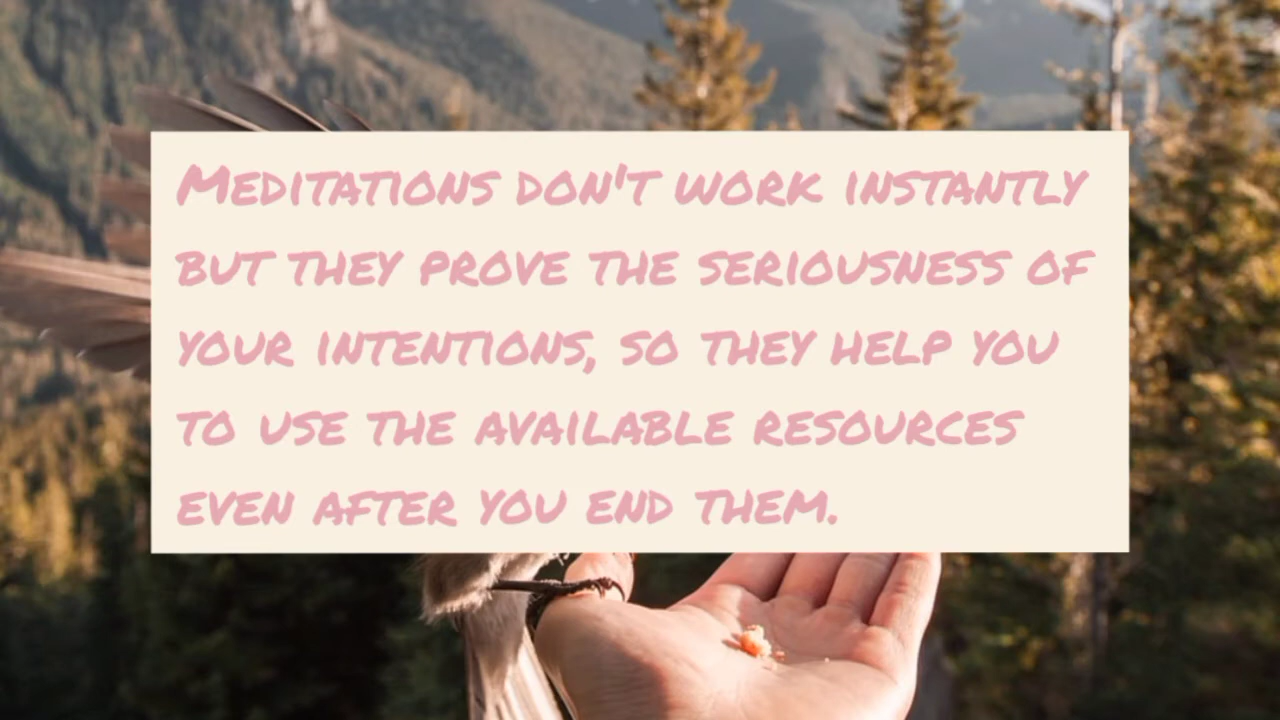 Meditations don't work instantly
but they prove the seriousness of
your intentions, so they help you
to use the available resources
even after you end them.